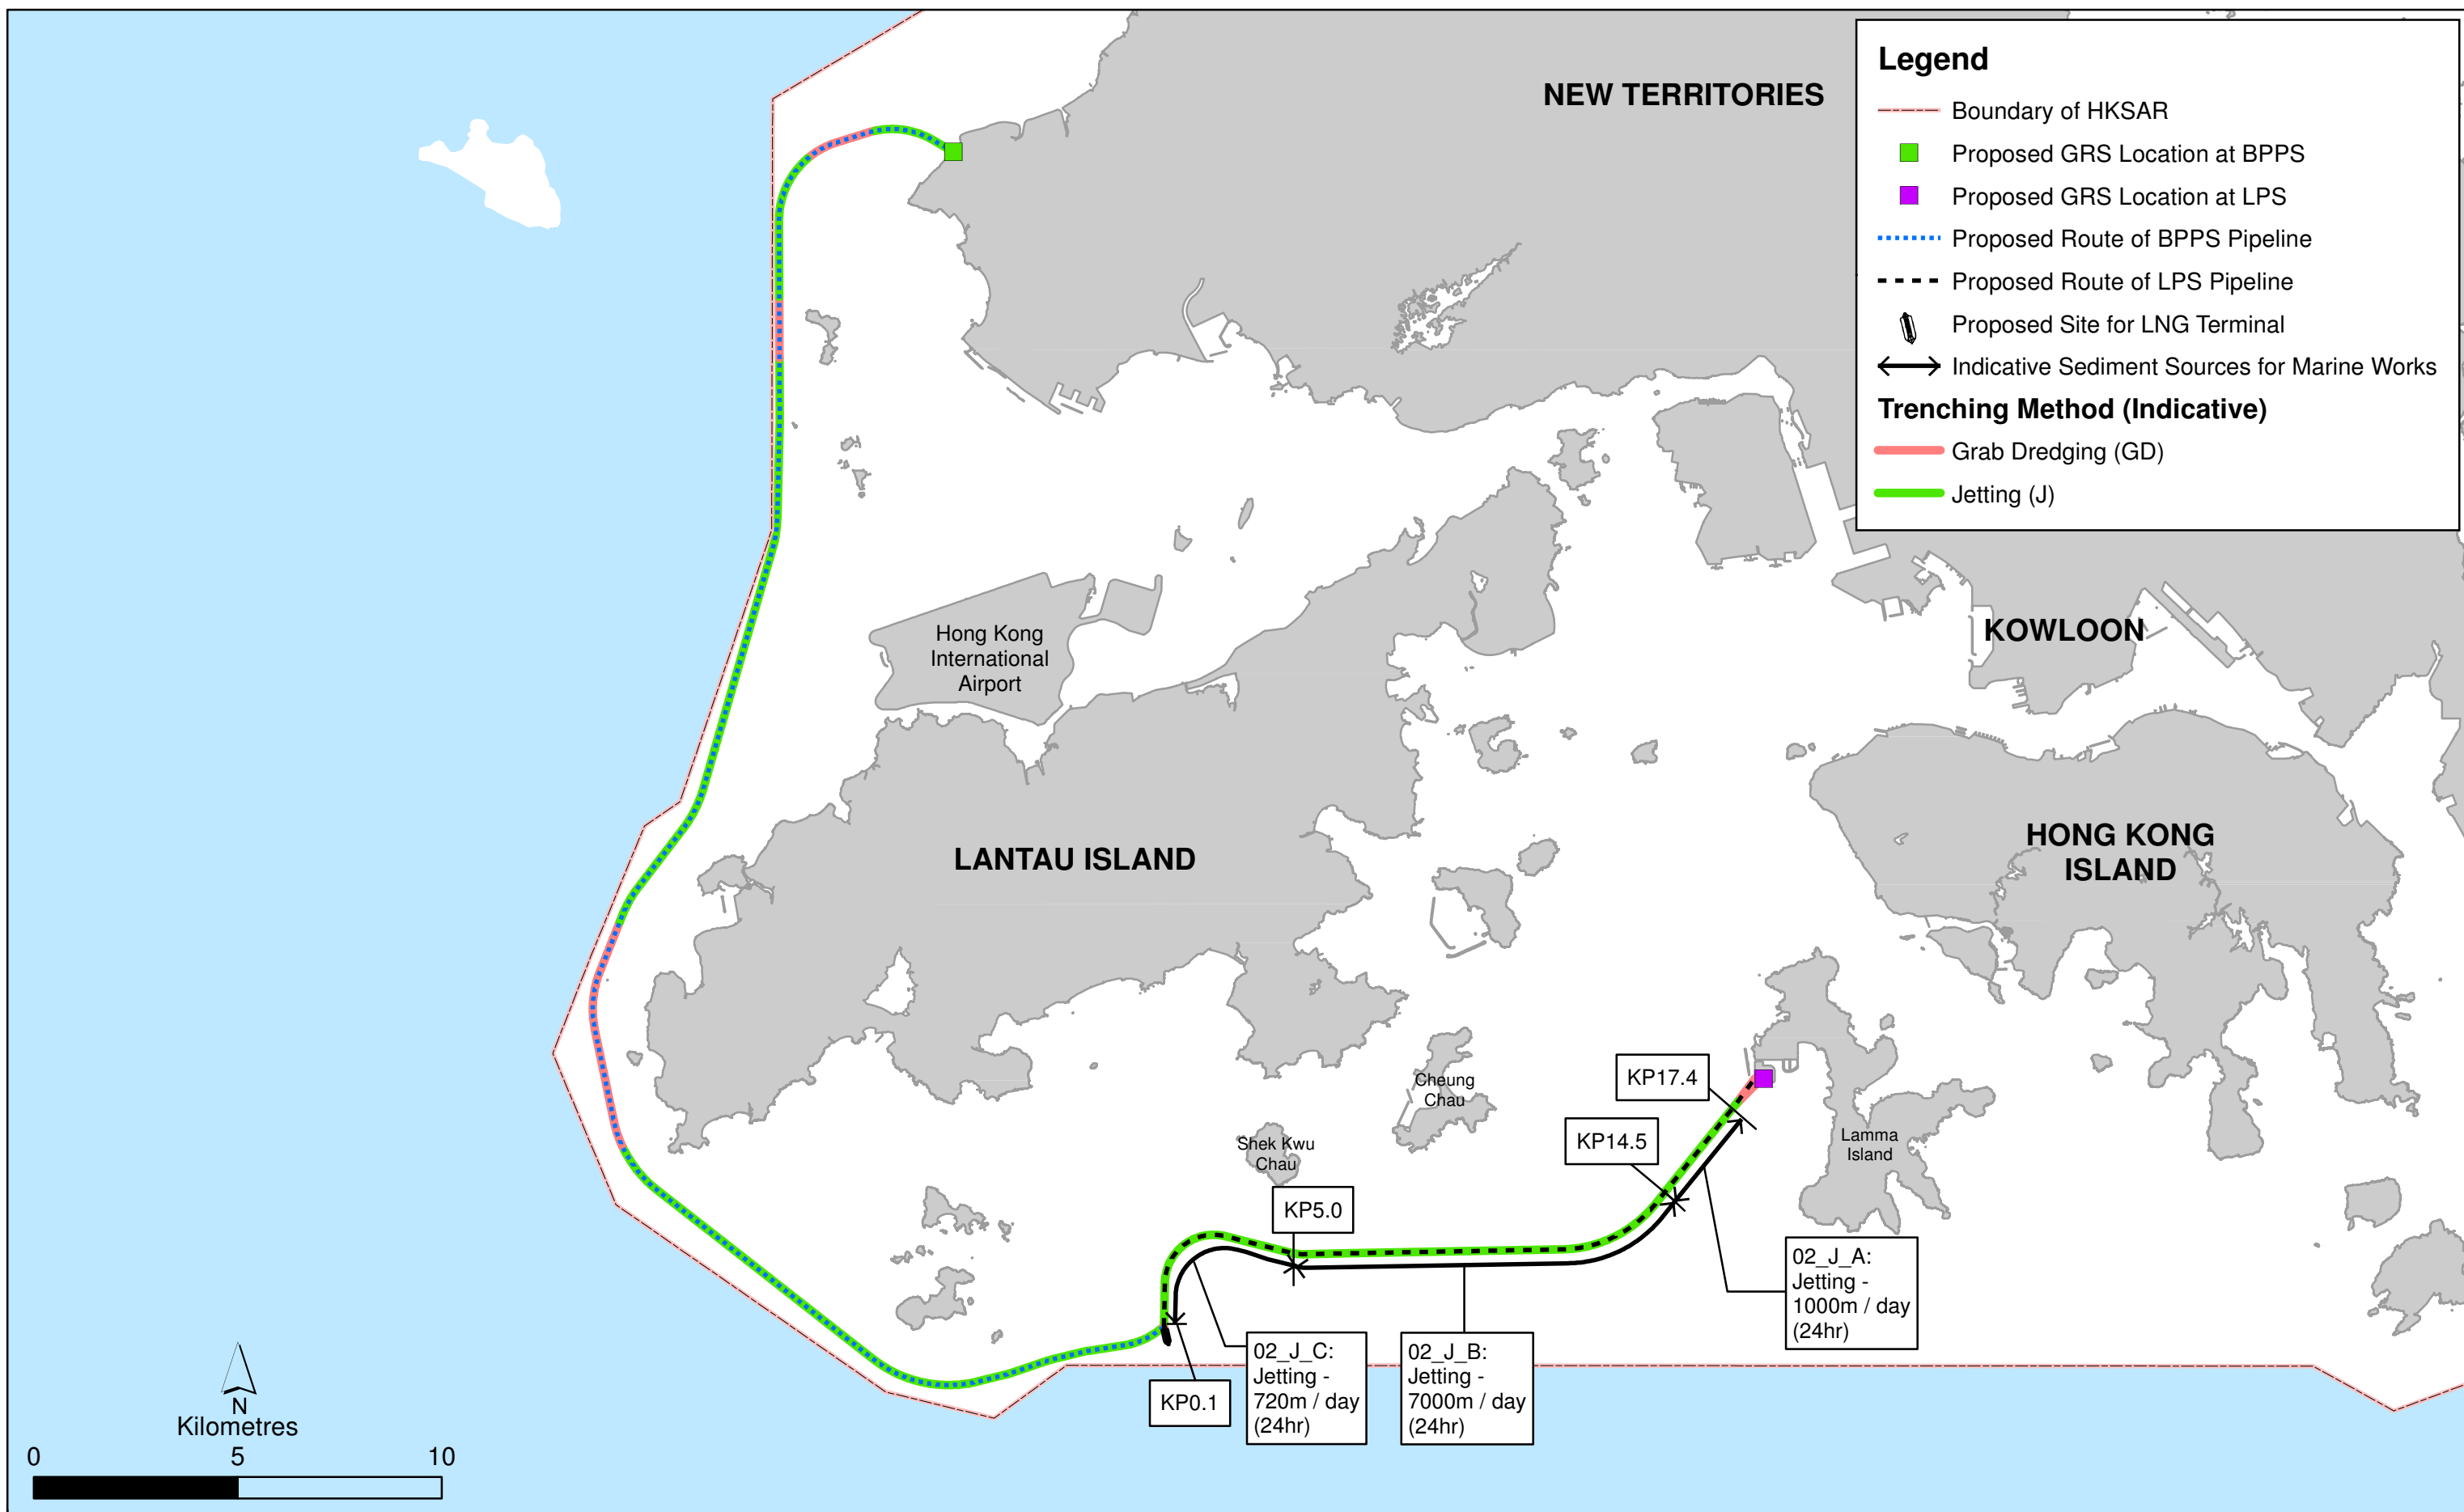 NEW TERRITORIES
Legend
Boundary of HKSAR
Proposed GRS Location at BPPS
Proposed GRS Location at LPS
Proposed Route of BPPS Pipeline
Proposed Route of LPS Pipeline
Proposed Site for LNG Terminal
Indicative Sediment Sources for Marine Works
Trenching Method (Indicative)
Grab Dredging (GD)
Jetting (J)
Hong Kong
International
Airport
KOWLOON
LANTAU ISLAND
HONG KONG
ISLAND
Cheung
Chau
Shek Kwu
Chau
Lamma
Island
KP17.4
KP14.5
KP5.0
KP0.1
02_J_A:
Jetting -
1000m / day
(24hr)
02_J_C:
Jetting -
720m / day
(24hr)
02_J_B:
Jetting -
7000m / day
(24hr)
N
Kilometres
0 5 10